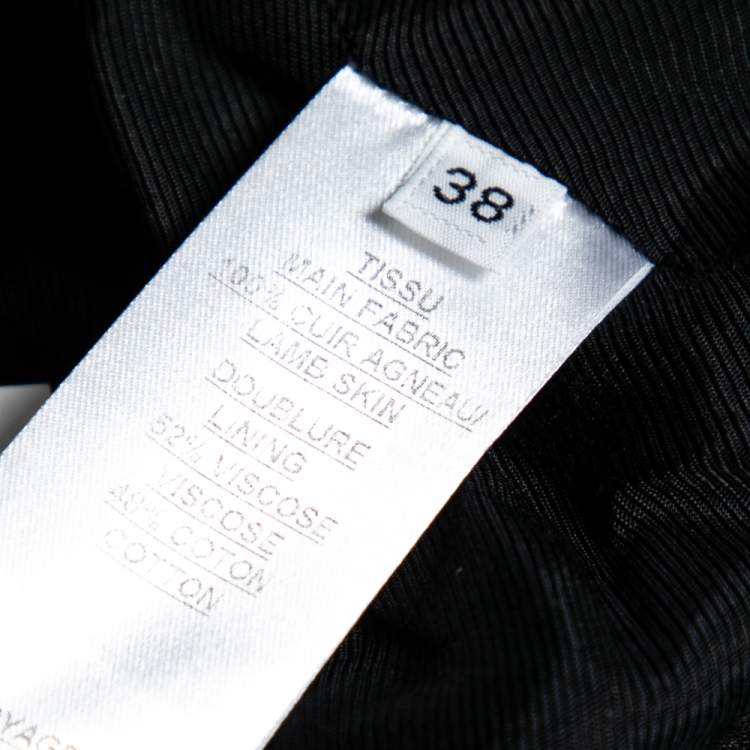 38
TISSU
MAIN FABRIC
100% CUIR AGNEAU/
LAMB SKIN
DOUBLURE
LINING
52% VISCOSE
VISCOSE
48% COTON
COTTON